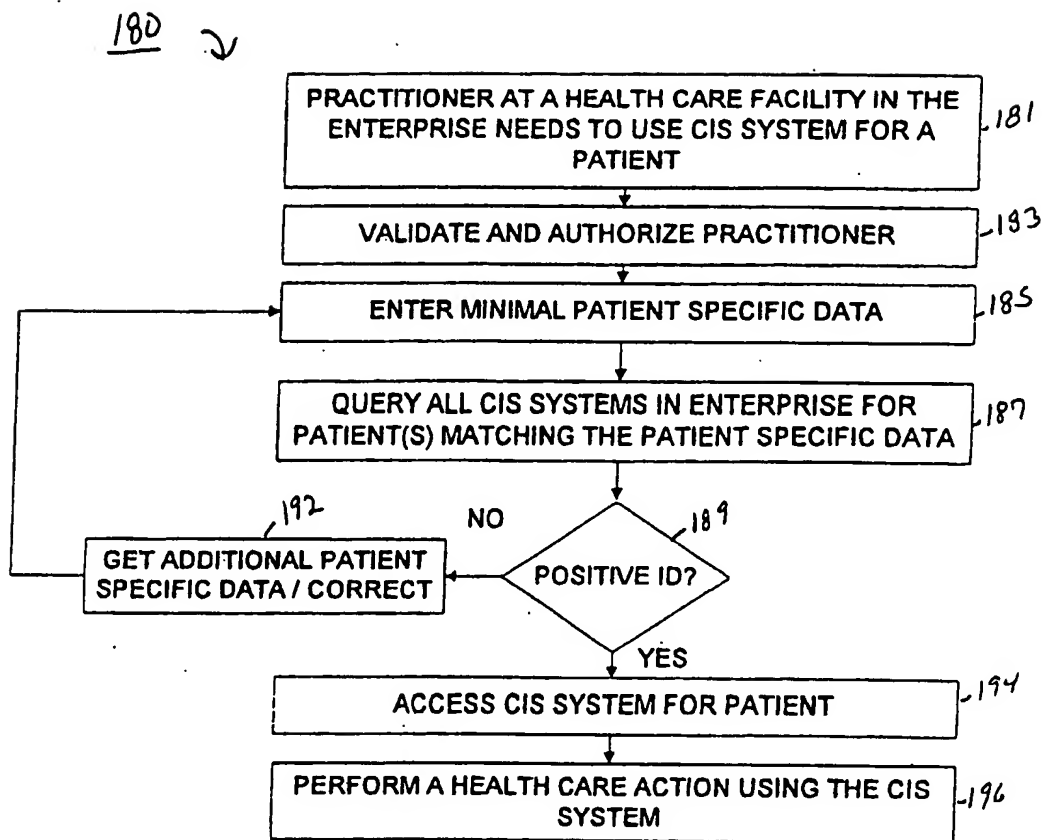 180
PRACTITIONER AT A HEALTH CARE FACILITY IN THE
ENTERPRISE NEEDS TO USE CIS SYSTEM FOR A
PATIENT
181
VALIDATE AND AUTHORIZE PRACTITIONER
183
ENTER MINIMAL PATIENT SPECIFIC DATA
185
QUERY ALL CIS SYSTEMS IN ENTERPRISE FOR
PATIENT(S) MATCHING THE PATIENT SPECIFIC DATA
187
192
NO
189
GET ADDITIONAL PATIENT
SPECIFIC DATA / CORRECT
POSITIVE ID?
YES
ACCESS CIS SYSTEM FOR PATIENT
194
PERFORM A HEALTH CARE ACTION USING THE CIS
SYSTEM
196